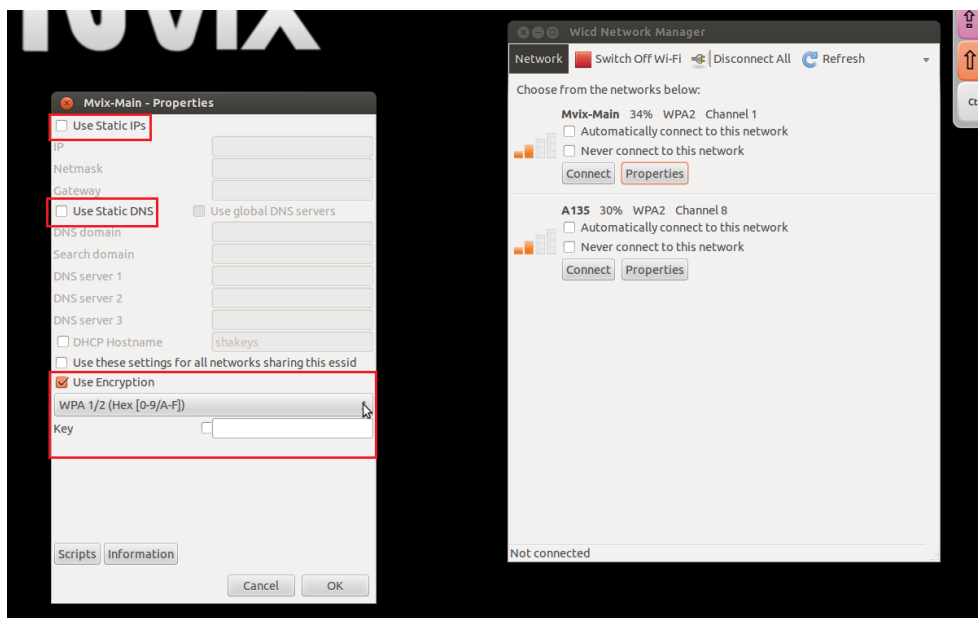 Mvix-Main - Properties
Use Static IPs
IP
Netmask
Gateway
Use Static DNS
Use global DNS servers
DNS domain
Search domain
DNS server 1
DNS server 2
DNS server 3
DHCP Hostname
shakeys
Use these settings for all networks sharing this essid
Use Encryption
WPA 1/2 (Hex [0-9/A-F])
Key
Scripts
Information
Cancel
OK
Wicd Network Manager
Network
Switch Off Wi-Fi
Disconnect All
Refresh
Choose from the networks below:
Mvix-Main 34% WPA2 Channel 1
Automatically connect to this network
Never connect to this network
Connect
Properties
A135 30% WPA2 Channel 8
Automatically connect to this network
Never connect to this network
Connect
Properties
Not connected